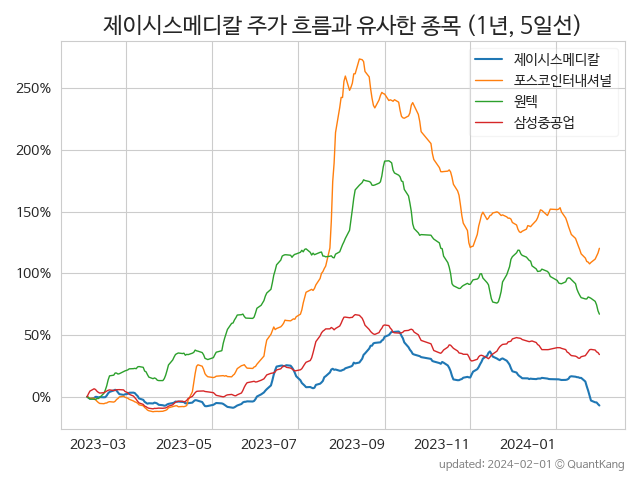 제이시스메디칼 주가 흐름과 유사한 종목 (1년, 5일선)
제이시스메디칼
포스코인터내셔널
원텍
삼성중공업
250%
200%
150%
100%
50%
0%
2023-03 2023-05 2023-07 2023-09 2023-11 2024-01
updated: 2024-02-01 © QuantKang